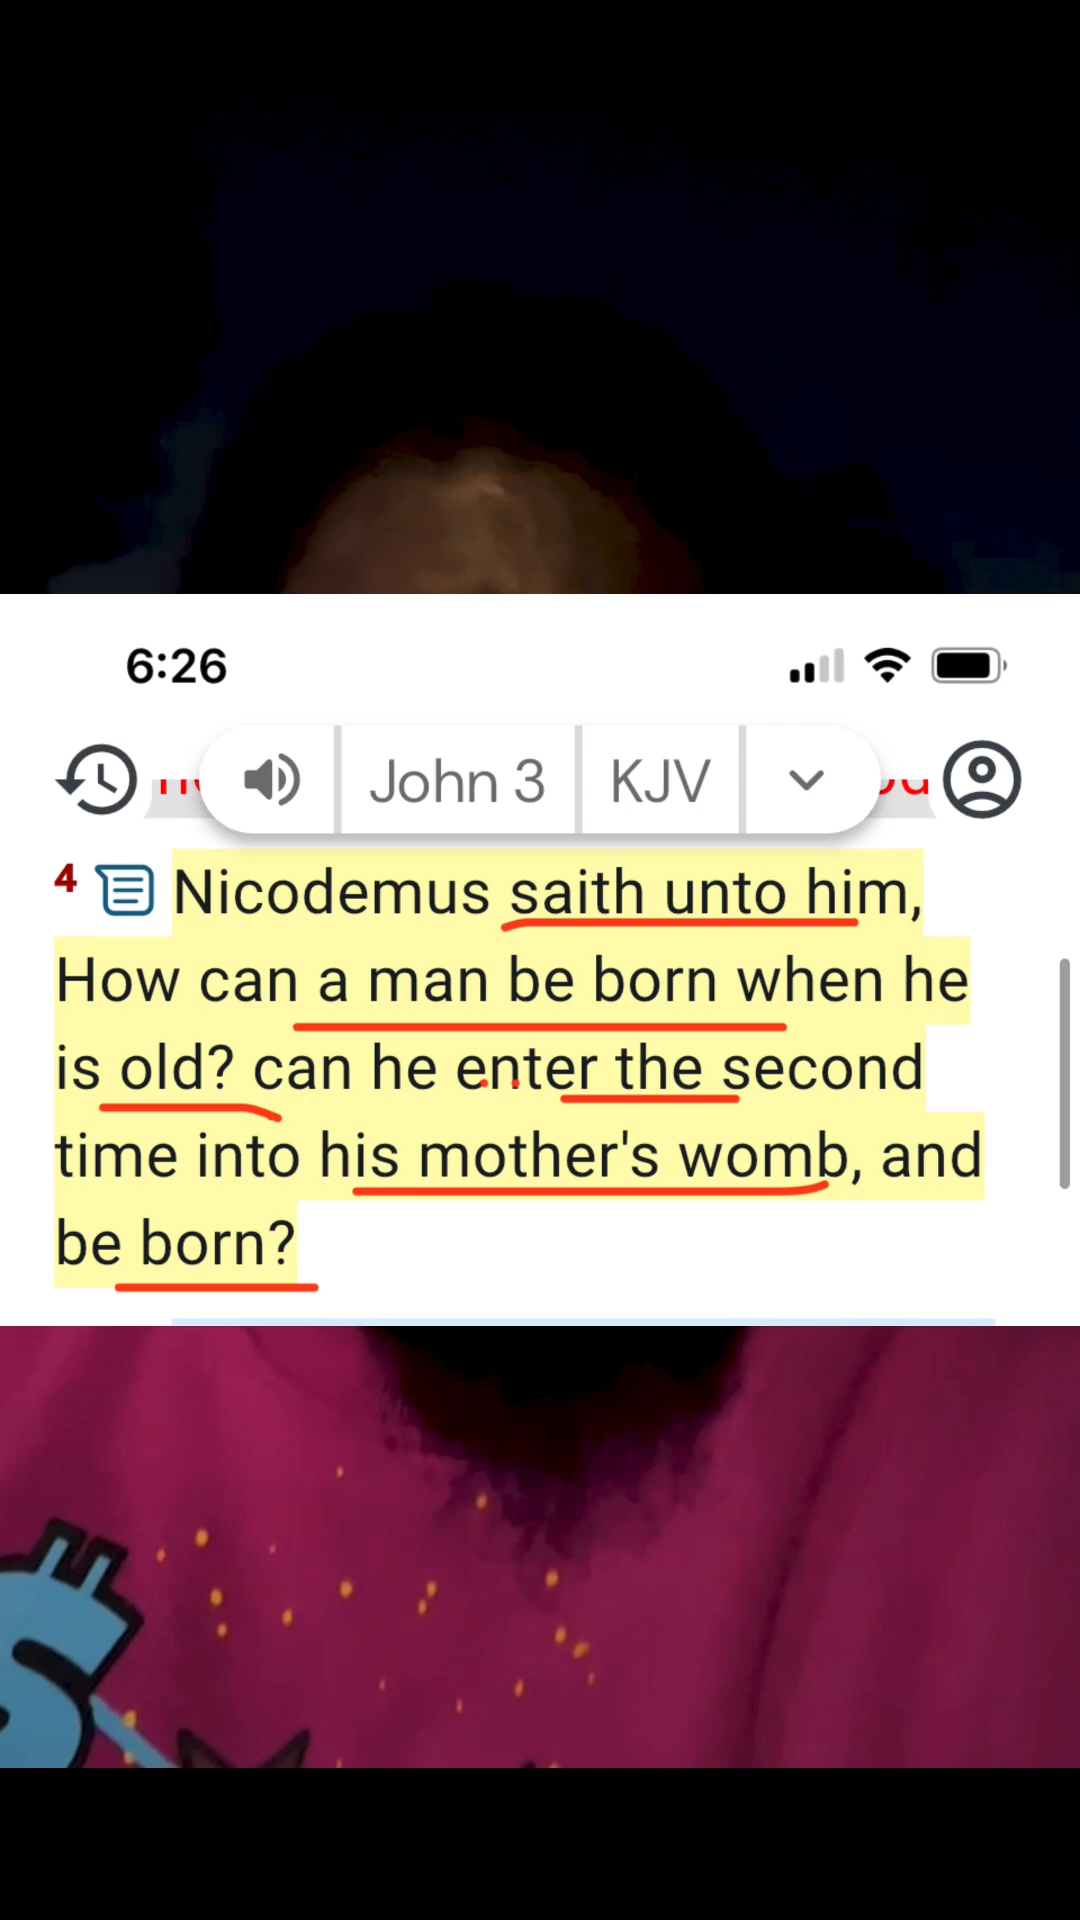 6:26
John 3 KJV
4 Nicodemus saith unto him,
How can a man be born when he
is old? can he enter the second
time into his mother's womb, and
be born?